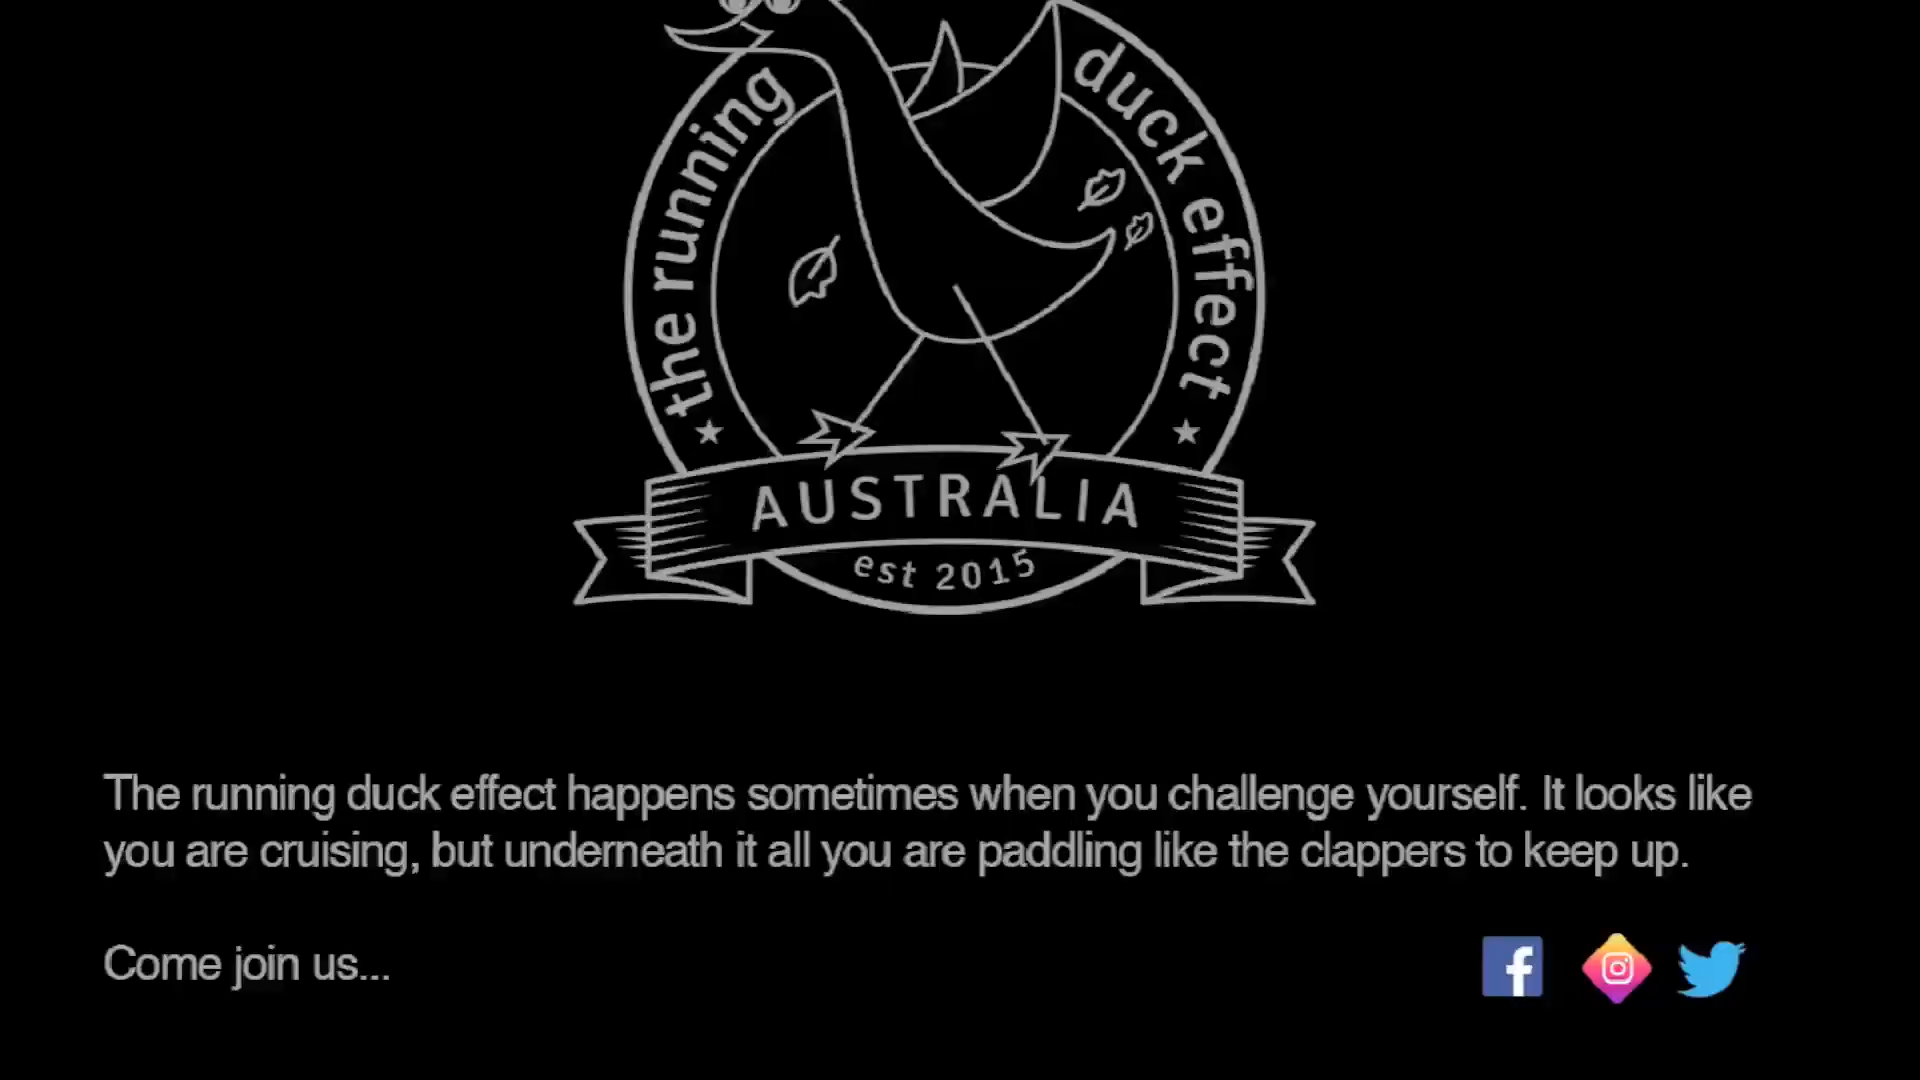 the running duck effect
AUSTRALIA
est 2015
The running duck effect happens sometimes when you challenge yourself. It looks like
you are cruising, but underneath it all you are paddling like the clappers to keep up.
Come join us...